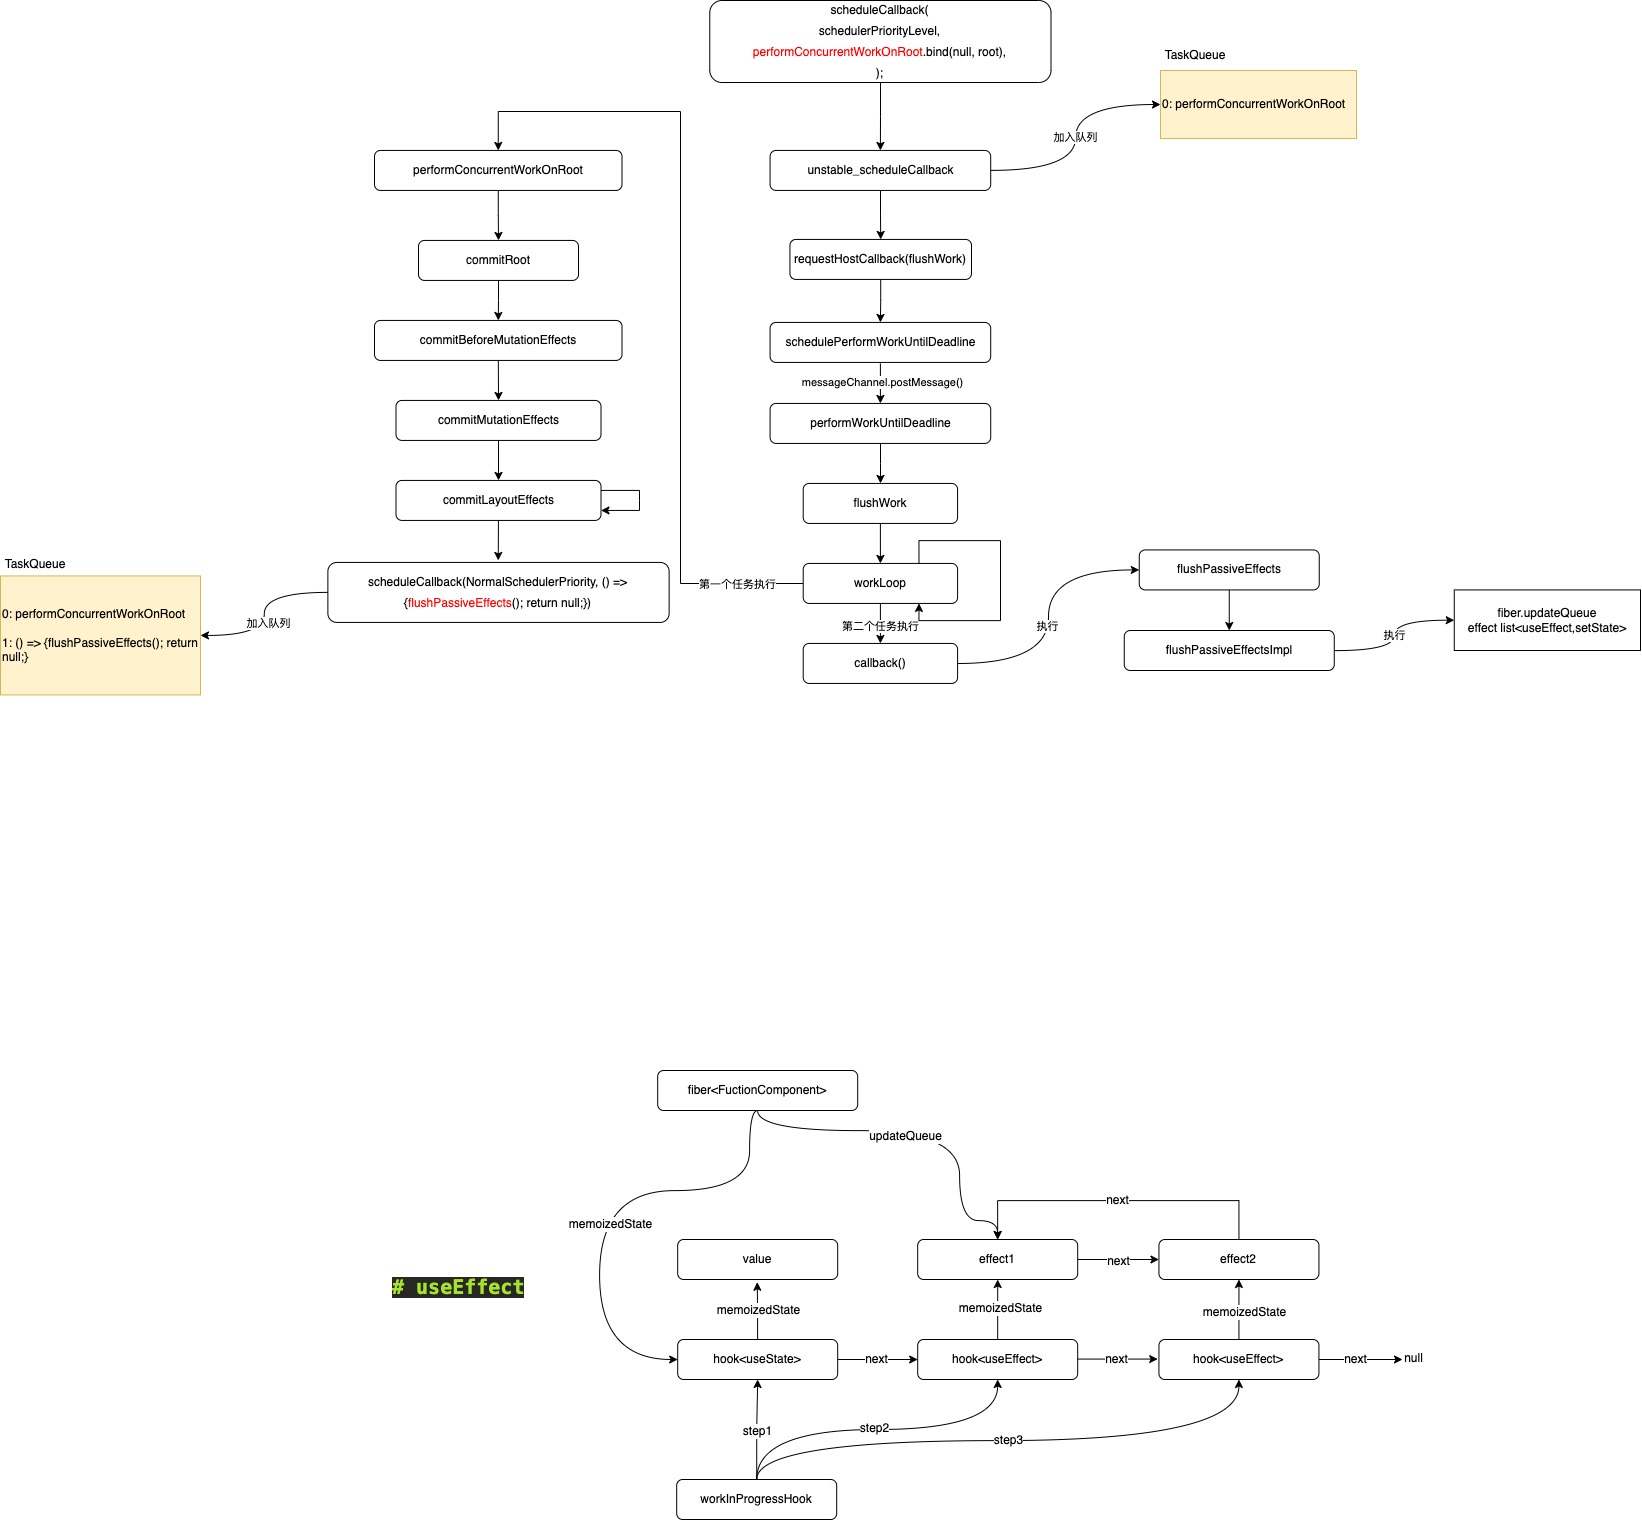 scheduleCallback(
schedulerPriorityLevel,
performConcurrentWorkOnRoot.bind(null, root),
);
TaskQueue
0: performConcurrentWorkOnRoot
加入队列
unstable_scheduleCallback
requestHostCallback(flushWork)
schedulePerformWorkUntilDeadline
messageChannel.postMessage()
performWorkUntilDeadline
flushWork
workLoop
第一个任务执行
第二个任务执行
callback()
performConcurrentWorkOnRoot
commitRoot
commitBeforeMutationEffects
commitMutationEffects
commitLayoutEffects
scheduleCallback(NormalSchedulerPriority, () =>
{flushPassiveEffects(); return null;})
加入队列
TaskQueue
0: performConcurrentWorkOnRoot
1: () => {flushPassiveEffects(); return
null;}
执行
flushPassiveEffects
flushPassiveEffectsImpl
执行
fiber.updateQueue
effect list<useEffect,setState>
fiber<FuctionComponent>
updateQueue
memoizedState
next
value
effect1
next
effect2
# useEffect
memoizedState
memoizedState
memoizedState
hook<useState>
next
hook<useEffect>
next
hook<useEffect>
next
null
step1
step2
step3
workInProgressHook